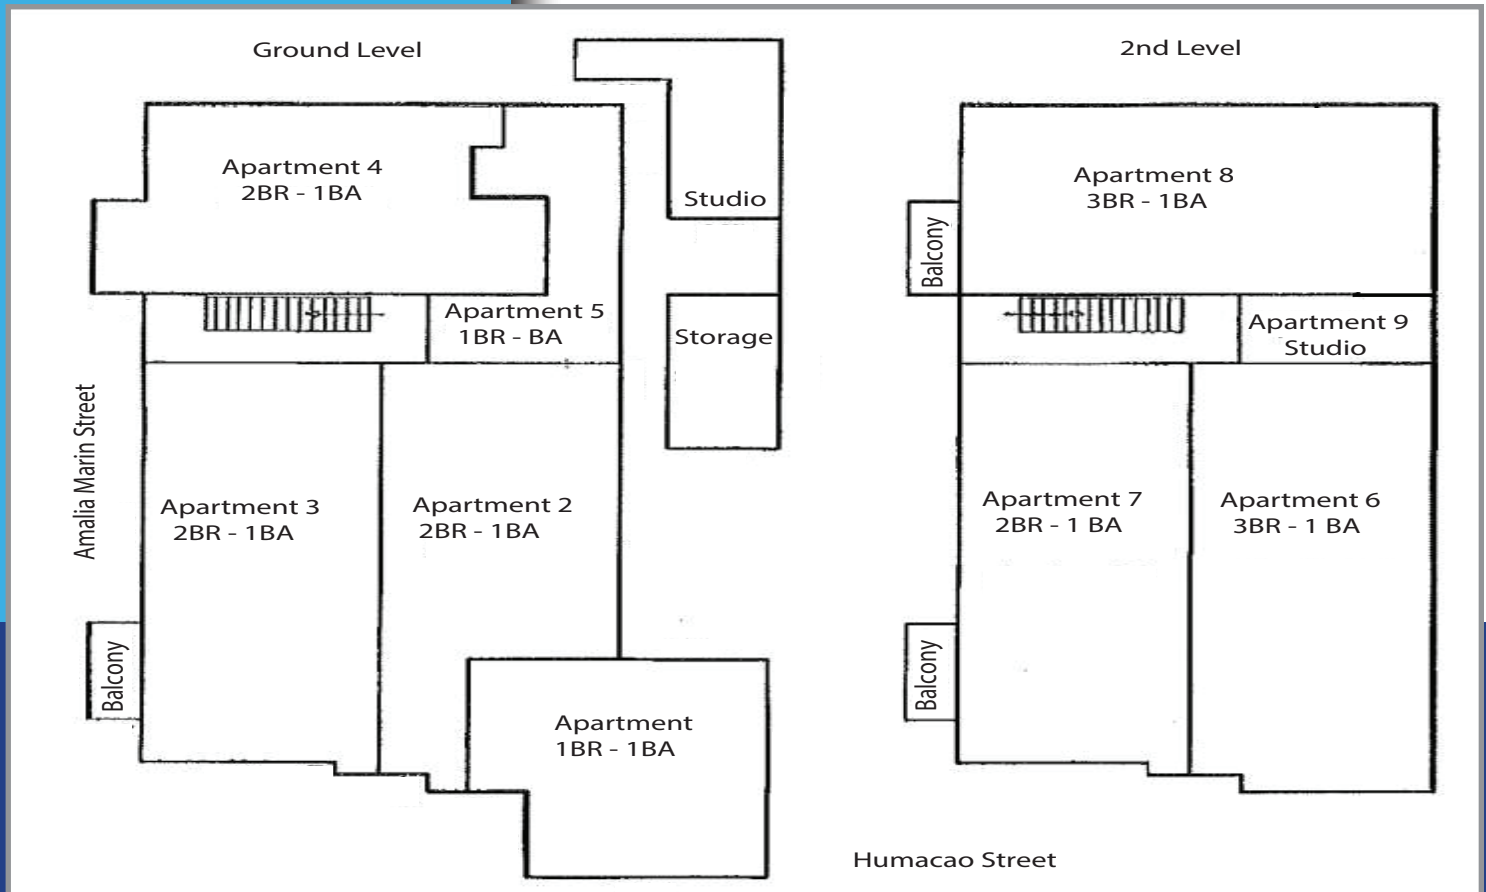 Ground Level
2nd Level
Apartment 4
2BR - 1BA
Studio
Apartment 5
1BR - BA
Storage
Amalia Marin Street
Apartment 3
2BR - 1BA
Apartment 2
2BR - 1BA
Balcony
Apartment
1BR - 1BA
Apartment 8
3BR - 1BA
Balcony
Apartment 9
Studio
Apartment 7
2BR - 1 BA
Apartment 6
3BR - 1 BA
Balcony
Humacao Street